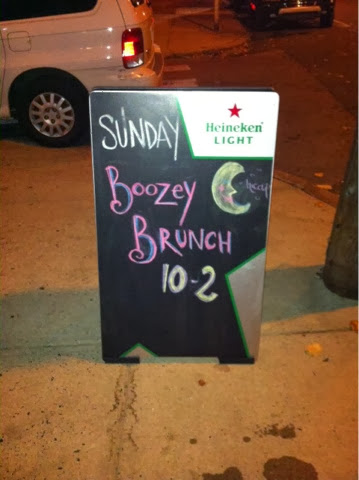 SUNDAY
Heineken
LIGHT
BOOZEY
BRUNCH
10-2